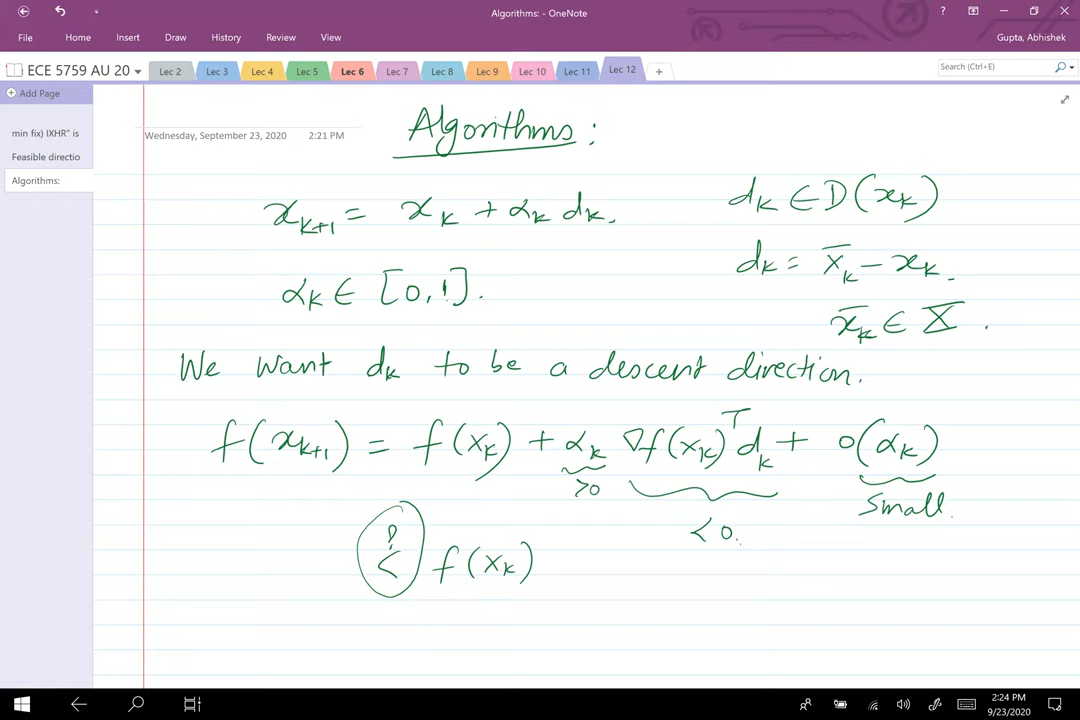 Algorithms: - OneNote
Gupta, Abhishek
File Home Insert Draw History Review View
ECE 5759 AU 20
Lec 2 Lec 3 Lec 4 Lec 5 Lec 6 Lec 7 Lec 8 Lec 9 Lec 10 Lec 11 Lec 12
Search (Ctrl+E)
Add Page
min f(x) IXHR" is
Feasible directio
Algorithms:
Wednesday, September 23, 2020 2:21 PM
Algorithms:
x_{k+1} = x_k + α_k d_k.
d_k ∈ D(x_k)
d_k = x̄_k − x_k.
α_k ∈ [0,1].
x̄_k ∈ X.
We want d_k to be a descent direction.
f(x_{k+1}) = f(x_k) + α_k ∇f(x_k)^T d_k + o(α_k)
>0
< 0.
small.
?
< f(x_k)
2:24 PM
9/23/2020